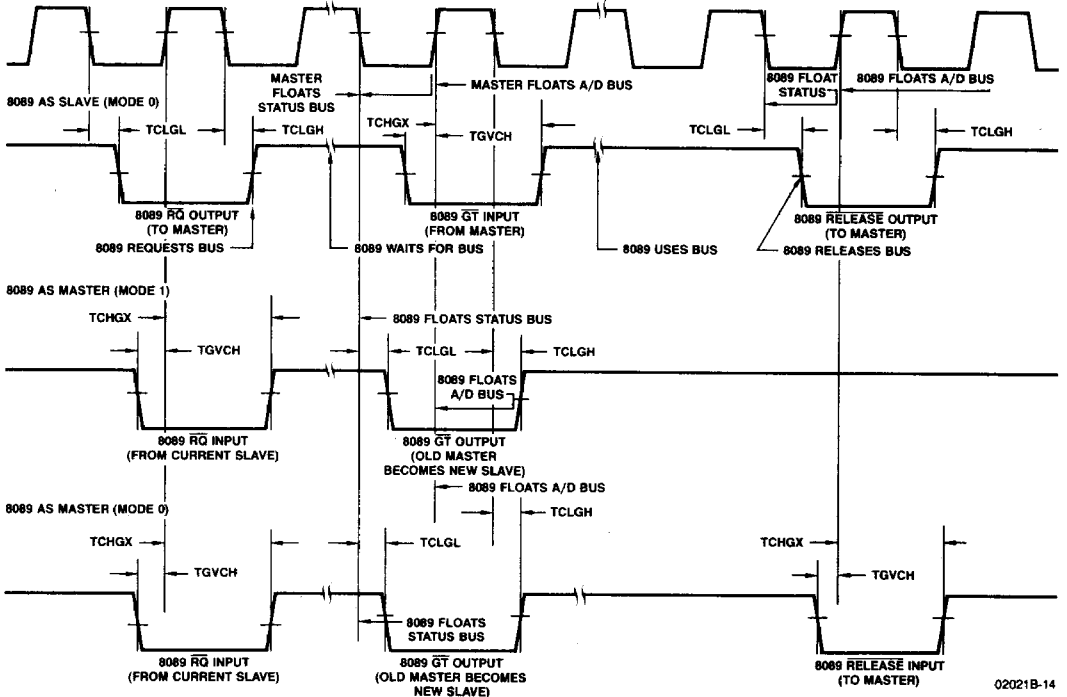 MASTER
FLOATS
STATUS BUS
MASTER FLOATS A/D BUS
8089 FLOAT
STATUS
8089 FLOATS A/D BUS
8089 AS SLAVE (MODE 0)
TCLGL
TCLGH
TCHGX
TGVCH
TCLGL
TCLGH
8089 RQ OUTPUT
(TO MASTER)
8089 GT INPUT
(FROM MASTER)
8089 RELEASE OUTPUT
(TO MASTER)
8089 REQUESTS BUS
8089 WAITS FOR BUS
8089 USES BUS
8089 RELEASES BUS
8089 AS MASTER (MODE 1)
TCHGX
8089 FLOATS STATUS BUS
TGVCH
TCLGL
TCLGH
8089 FLOATS
A/D BUS
8089 RQ INPUT
(FROM CURRENT SLAVE)
8089 GT OUTPUT
(OLD MASTER
BECOMES NEW SLAVE)
8089 FLOATS A/D BUS
8089 AS MASTER (MODE 0)
TCLGH
TCHGX
TCLGL
TCHGX
TGVCH
TGVCH
8089 FLOATS
STATUS BUS
8089 RQ INPUT
(FROM CURRENT SLAVE)
8089 GT OUTPUT
(OLD MASTER BECOMES
NEW SLAVE)
8089 RELEASE INPUT
(TO MASTER)
02021B-14